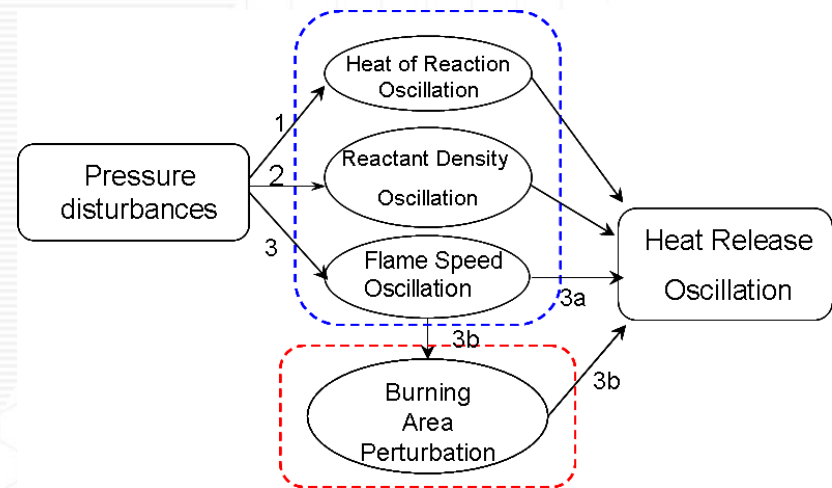 Heat of Reaction
Oscillation
1
Pressure
disturbances
2
Reactant Density
Oscillation
3
Flame Speed
Oscillation
3a
Heat Release
Oscillation
3b
3b
Burning
Area
Perturbation